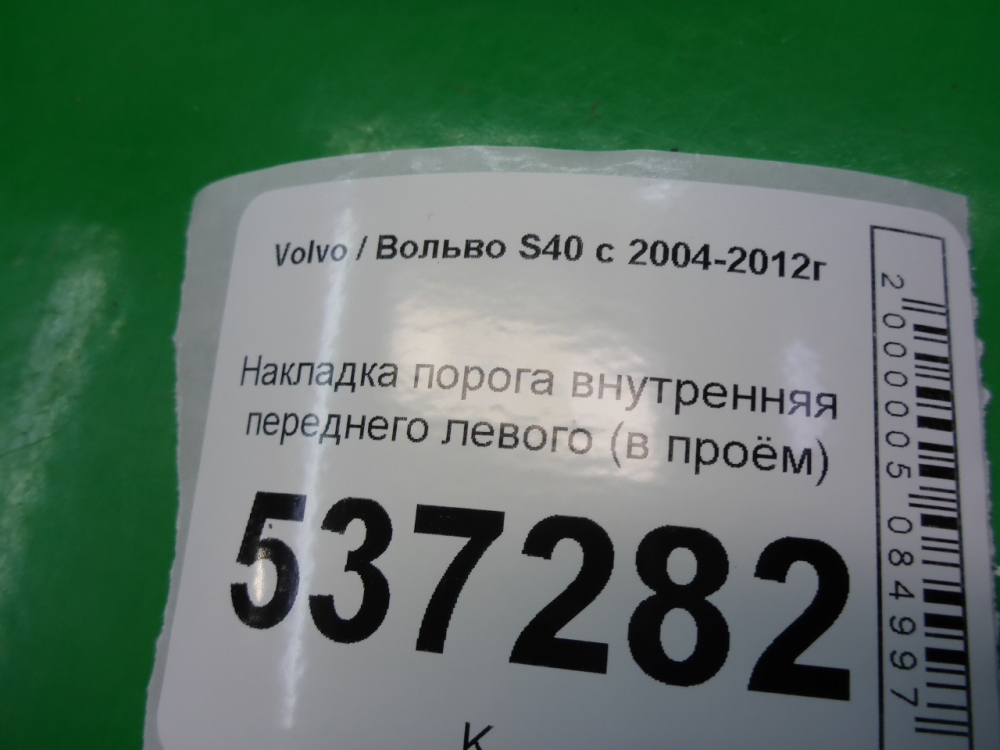 Volvo / Вольво S40 с 2004-2012г
Накладка порога внутренняя
переднего левого (в проём)
537282
К
2000005084997